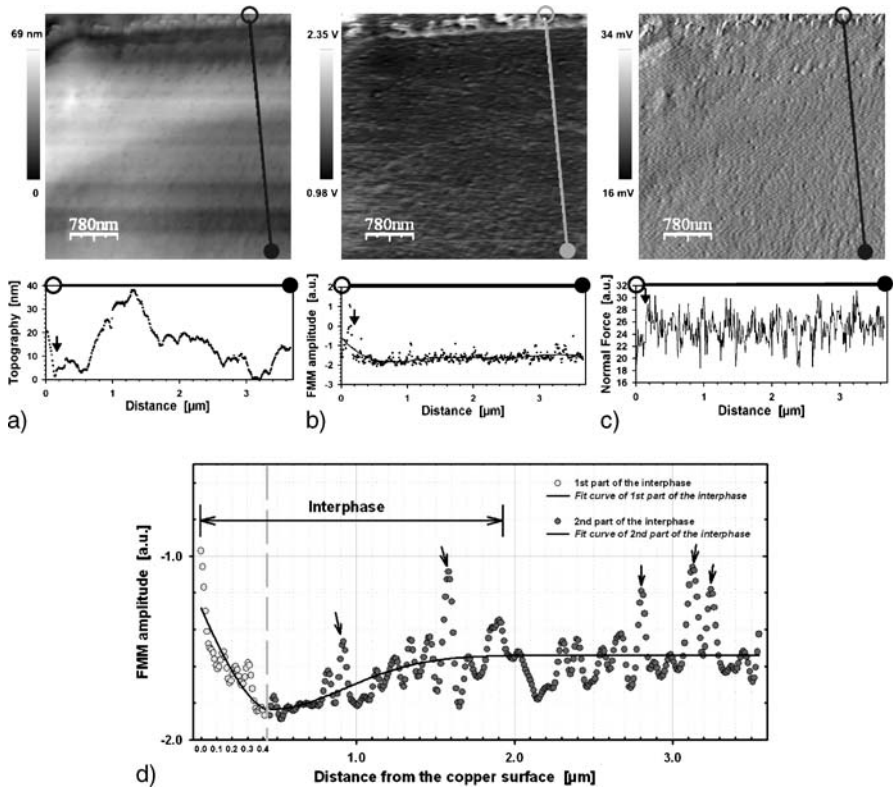 69 nm
0
780nm
2.35 V
0.98 V
780nm
34 mV
16 mV
780nm
Topography [nm]
40
30
20
10
0
0 1 2 3
Distance [µm]
a)
FMM amplitude [a.u.]
2
1
0
-1
-2
-3
0 1 2 3
Distance [µm]
b)
Normal Force [a.u.]
32
30
28
26
24
22
20
18
16
0 1 2 3
Distance [µm]
c)
Interphase
1st part of the interphase
Fit curve of 1st part of the interphase
2nd part of the interphase
Fit curve of 2nd part of the interphase
FMM amplitude [a.u.]
-1.0
-2.0
0.0 0.1 0.2 0.3 0.4 1.0 2.0 3.0
Distance from the copper surface [µm]
d)